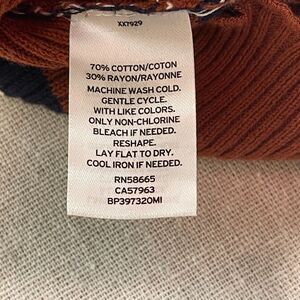 XX7929
70% COTTON/COTON
30% RAYON/RAYONNE
MACHINE WASH COLD.
GENTLE CYCLE.
WITH LIKE COLORS.
ONLY NON-CHLORINE
BLEACH IF NEEDED.
RESHAPE.
LAY FLAT TO DRY.
COOL IRON IF NEEDED.
RN58665
CA57963
BP397320MI